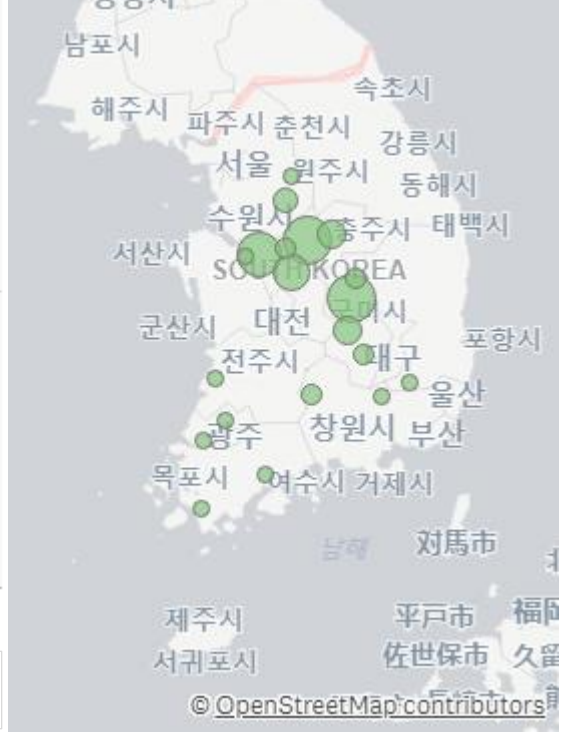 남포시
속초시
해주시
파주시 춘천시
강릉시
서울 원주시
동해시
수원시 충주시 태백시
서산시
SOUTH KOREA
구미시
군산시 대전
포항시
전주시 대구
울산
광주 창원시 부산
목포시 여수시 거제시
남해
対馬市
제주시 平戸市 福岡
서귀포시 佐世保市 久留
© OpenStreetMap contributors